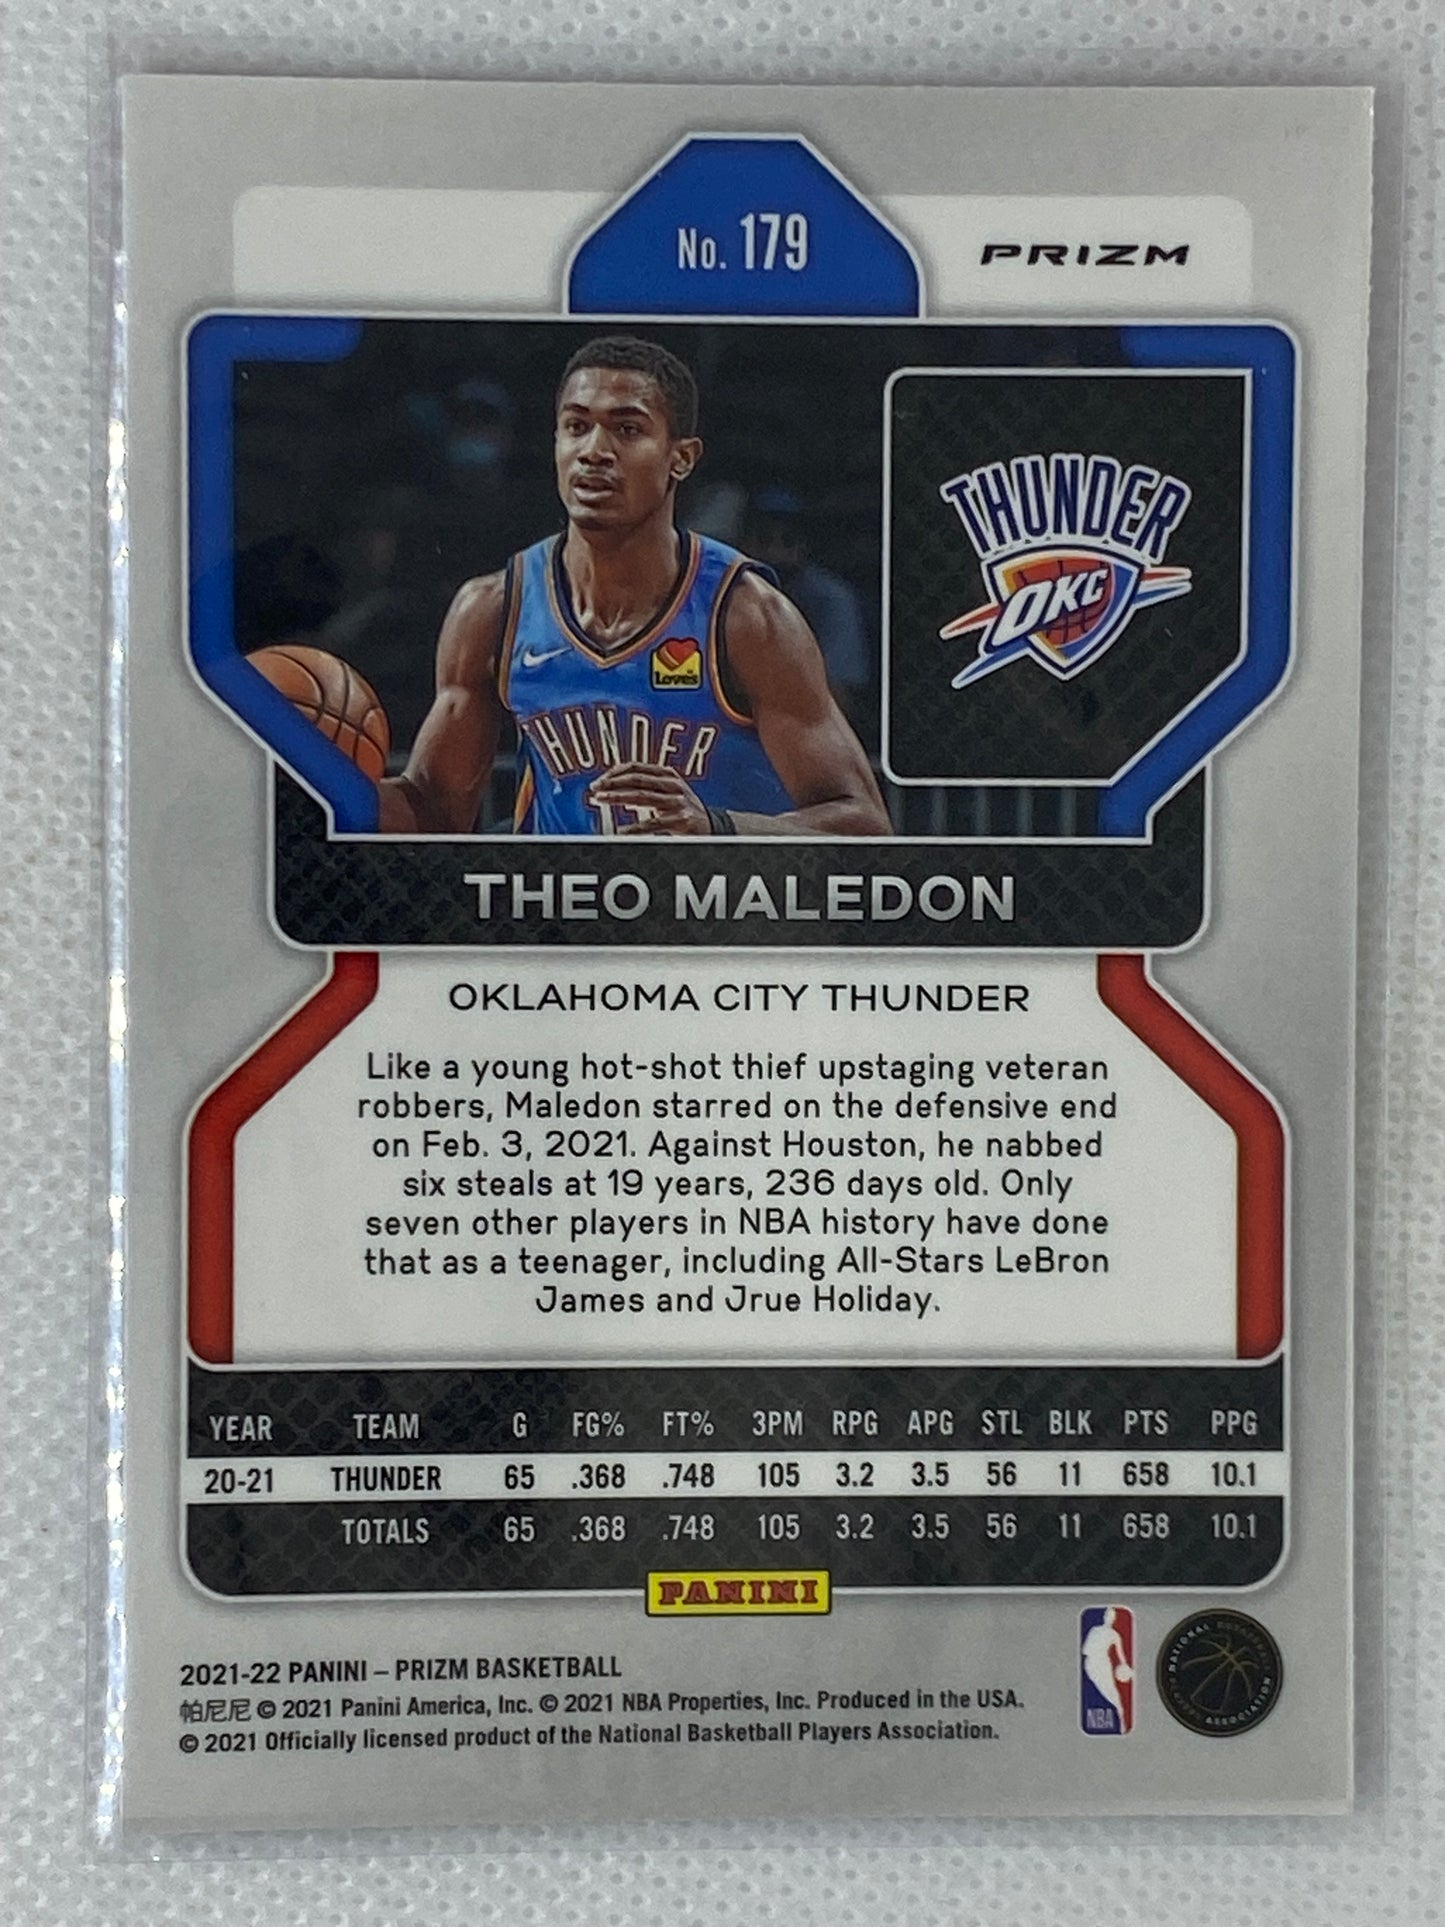 No. 179
PRIZM
THUNDER
OKC
Love's
THUNDER
11
THEO MALEDON
OKLAHOMA CITY THUNDER
Like a young hot-shot thief upstaging veteran
robbers, Maledon starred on the defensive end
on Feb. 3, 2021. Against Houston, he nabbed
six steals at 19 years, 236 days old. Only
seven other players in NBA history have done
that as a teenager, including All-Stars LeBron
James and Jrue Holiday.
YEAR TEAM G FG% FT% 3PM RPG APG STL BLK PTS PPG
20-21 THUNDER 65 .368 .748 105 3.2 3.5 56 11 658 10.1
TOTALS 65 .368 .748 105 3.2 3.5 56 11 658 10.1
PANINI
2021-22 PANINI – PRIZM BASKETBALL
帕尼尼 © 2021 Panini America, Inc. © 2021 NBA Properties, Inc. Produced in the USA.
© 2021 Officially licensed product of the National Basketball Players Association.
NBA
NATIONAL BASKETBALL PLAYERS ASSOCIATION